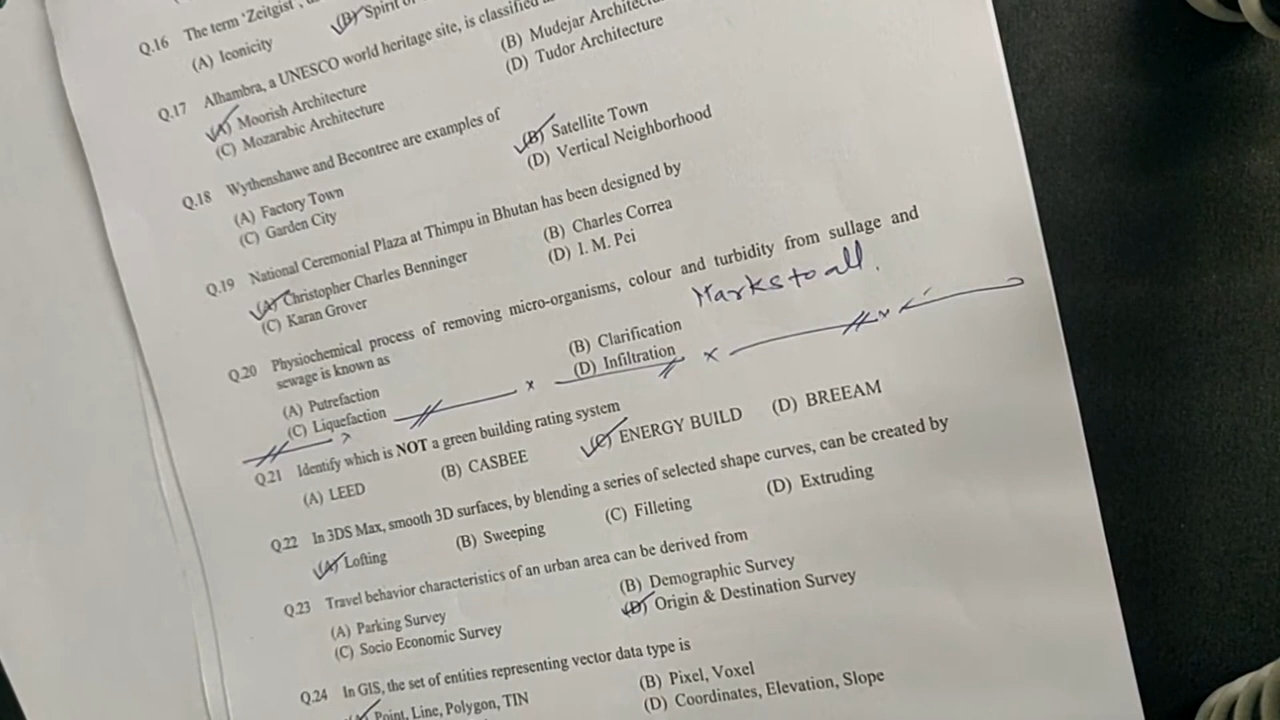 Q.16 The term 'Zeitgist',
(A) Iconicity (B) Spirit
Q.17 Alhambra, a UNESCO world heritage site, is classified
(A) Moorish Architecture (B) Mudejar
(C) Mozarabic Architecture (D) Tudor Architecture
Q.18 Wythenshawe and Becontree are examples of
(A) Factory Town (B) Satellite Town
(C) Garden City (D) Vertical Neighborhood
Q.19 National Ceremonial Plaza at Thimpu in Bhutan has been designed by
(A) Christopher Charles Benninger (B) Charles Correa
(C) Karan Grover (D) I. M. Pei
Q.20 Physiochemical process of removing micro-organisms, colour and turbidity from sullage and
sewage is known as
Marks to all.
(A) Putrefaction (B) Clarification
(C) Liquefaction (D) Infiltration
Q.21 Identify which is NOT a green building rating system
(A) LEED (B) CASBEE (C) ENERGY BUILD (D) BREEAM
Q.22 In 3DS Max, smooth 3D surfaces, by blending a series of selected shape curves, can be created by
(A) Lofting (B) Sweeping (C) Filleting (D) Extruding
Q.23 Travel behavior characteristics of an urban area can be derived from
(A) Parking Survey (B) Demographic Survey
(C) Socio Economic Survey (D) Origin & Destination Survey
Q.24 In GIS, the set of entities representing vector data type is
(A) Point, Line, Polygon, TIN (B) Pixel, Voxel
(D) Coordinates, Elevation, Slope